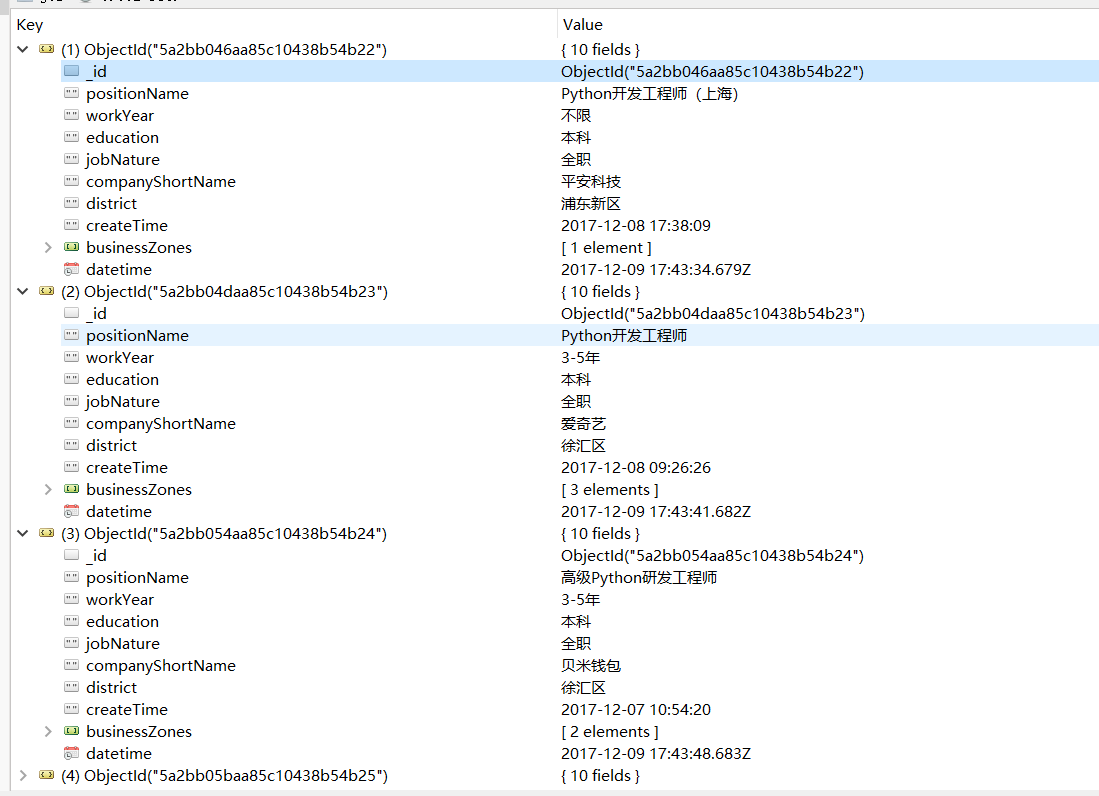 Key Value
(1) ObjectId("5a2bb046aa85c10438b54b22") { 10 fields }
_id ObjectId("5a2bb046aa85c10438b54b22")
positionName Python开发工程师（上海）
workYear 不限
education 本科
jobNature 全职
companyShortName 平安科技
district 浦东新区
createTime 2017-12-08 17:38:09
businessZones [ 1 element ]
datetime 2017-12-09 17:43:34.679Z
(2) ObjectId("5a2bb04daa85c10438b54b23") { 10 fields }
_id ObjectId("5a2bb04daa85c10438b54b23")
positionName Python开发工程师
workYear 3-5年
education 本科
jobNature 全职
companyShortName 爱奇艺
district 徐汇区
createTime 2017-12-08 09:26:26
businessZones [ 3 elements ]
datetime 2017-12-09 17:43:41.682Z
(3) ObjectId("5a2bb054aa85c10438b54b24") { 10 fields }
_id ObjectId("5a2bb054aa85c10438b54b24")
positionName 高级Python研发工程师
workYear 3-5年
education 本科
jobNature 全职
companyShortName 贝米钱包
district 徐汇区
createTime 2017-12-07 10:54:20
businessZones [ 2 elements ]
datetime 2017-12-09 17:43:48.683Z
(4) ObjectId("5a2bb05baa85c10438b54b25") { 10 fields }